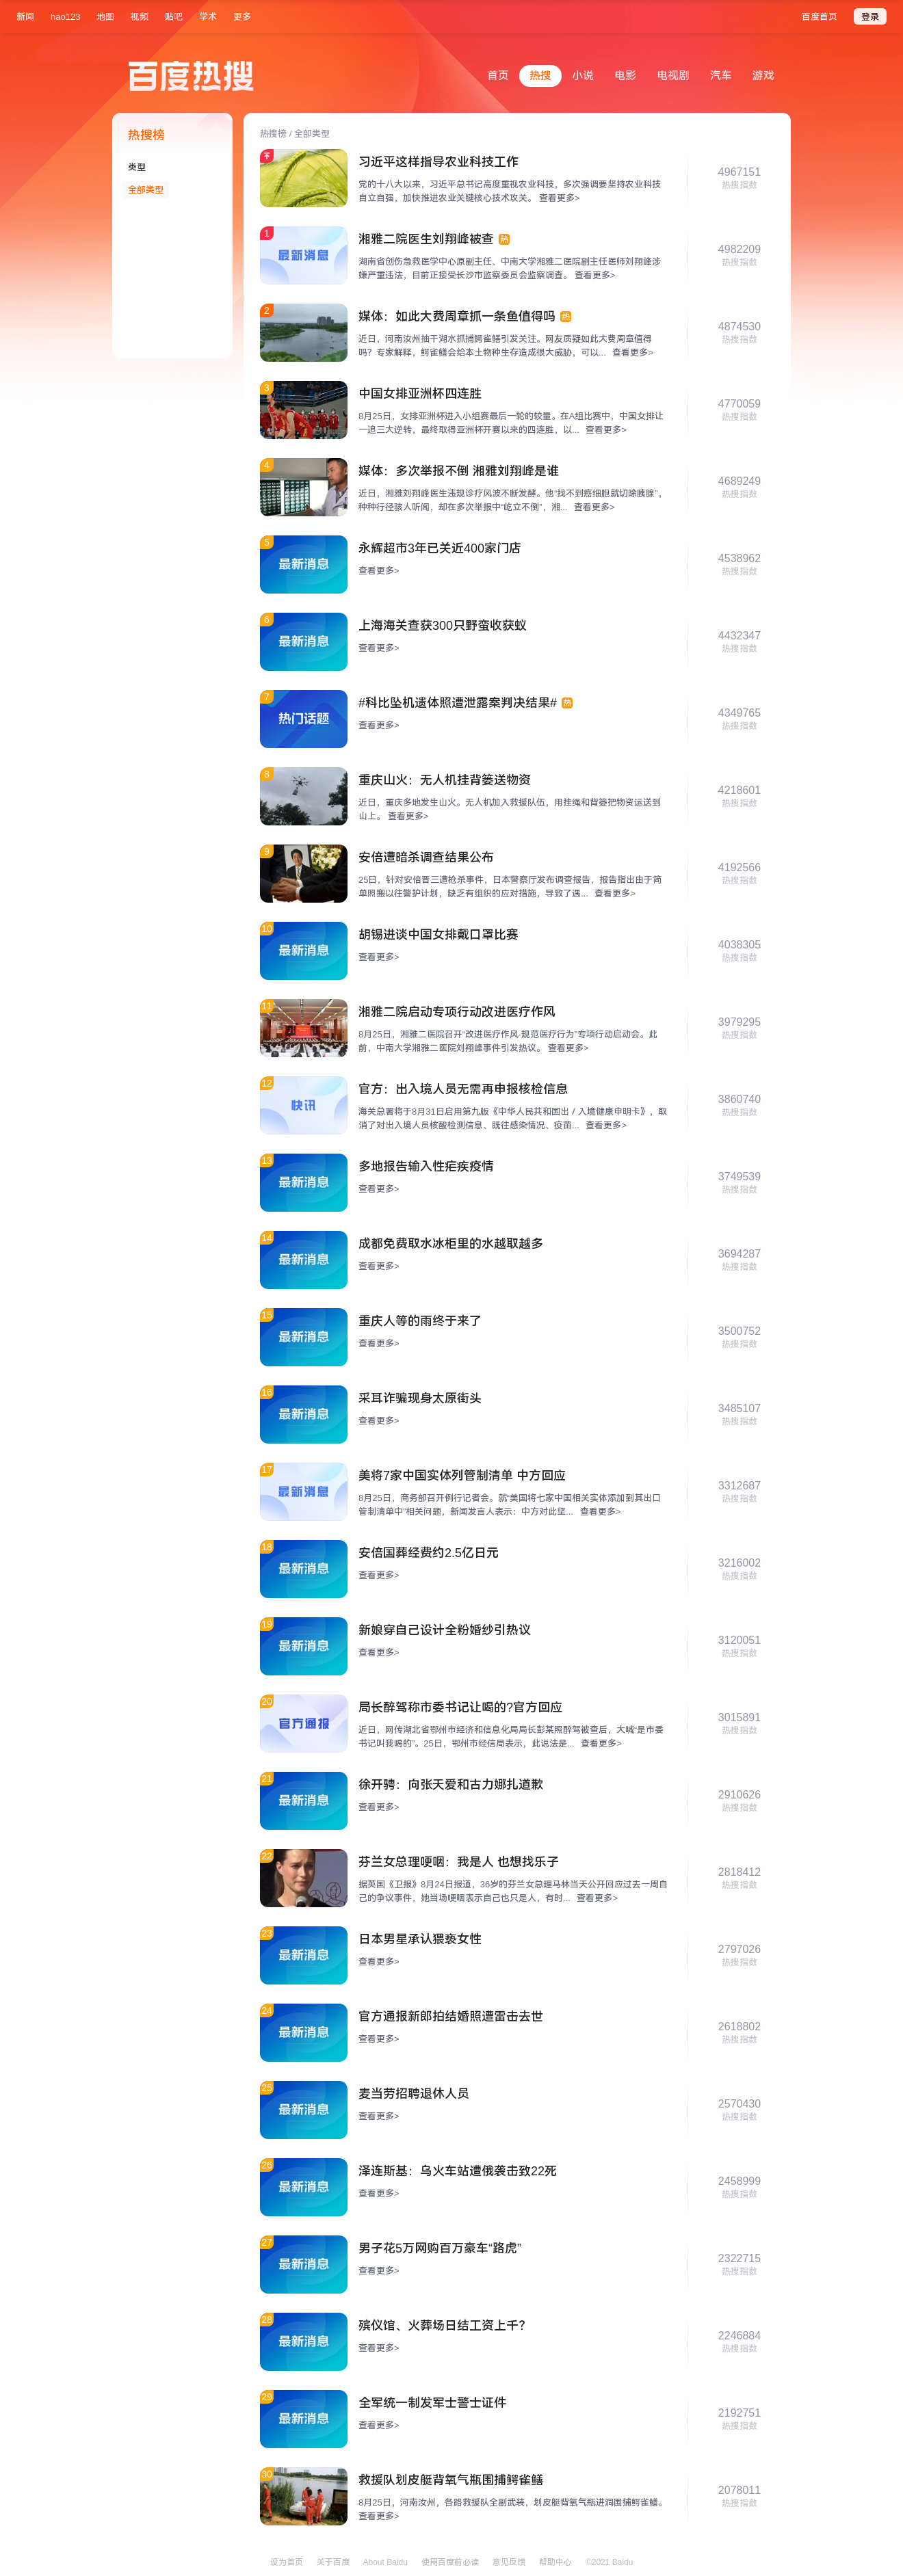 新闻 hao123 地图 视频 贴吧 学术 更多 百度首页 登录
百度热搜 首页 热搜 小说 电影 电视剧 汽车 游戏
热搜榜
类型
全部类型
热搜榜 / 全部类型
习近平这样指导农业科技工作
党的十八大以来，习近平总书记高度重视农业科技，多次强调要坚持农业科技
自立自强，加快推进农业关键核心技术攻关。 查看更多>
4967151
热搜指数
1
最新消息
湘雅二院医生刘翔峰被查 热
湖南省创伤急救医学中心原副主任、中南大学湘雅二医院副主任医师刘翔峰涉
嫌严重违法，目前正接受长沙市监察委员会监察调查。 查看更多>
4982209
热搜指数
2
媒体：如此大费周章抓一条鱼值得吗 热
近日，河南汝州抽干湖水抓捕鳄雀鳝引发关注。网友质疑如此大费周章值得
吗？专家解释，鳄雀鳝会给本土物种生存造成很大威胁，可以... 查看更多>
4874530
热搜指数
3
中国女排亚洲杯四连胜
8月25日，女排亚洲杯进入小组赛最后一轮的较量。在A组比赛中，中国女排让
一追三大逆转，最终取得亚洲杯开赛以来的四连胜，以... 查看更多>
4770059
热搜指数
4
媒体：多次举报不倒 湘雅刘翔峰是谁
近日，湘雅刘翔峰医生违规诊疗风波不断发酵。他“找不到癌细胞就切除胰腺”，
种种行径骇人听闻，却在多次举报中“屹立不倒”，湘... 查看更多>
4689249
热搜指数
5
最新消息
永辉超市3年已关近400家门店
查看更多>
4538962
热搜指数
6
最新消息
上海海关查获300只野蛮收获蚁
查看更多>
4432347
热搜指数
7
热门话题
#科比坠机遗体照遭泄露案判决结果# 热
查看更多>
4349765
热搜指数
8
重庆山火：无人机挂背篓送物资
近日，重庆多地发生山火。无人机加入救援队伍，用挂绳和背篓把物资运送到
山上。 查看更多>
4218601
热搜指数
9
安倍遭暗杀调查结果公布
25日，针对安倍晋三遭枪杀事件，日本警察厅发布调查报告，报告指出由于简
单照搬以往警护计划，缺乏有组织的应对措施，导致了遇... 查看更多>
4192566
热搜指数
10
最新消息
胡锡进谈中国女排戴口罩比赛
查看更多>
4038305
热搜指数
11
湘雅二院启动专项行动改进医疗作风
8月25日，湘雅二医院召开“改进医疗作风·规范医疗行为”专项行动启动会。此
前，中南大学湘雅二医院刘翔峰事件引发热议。 查看更多>
3979295
热搜指数
12
快讯
官方：出入境人员无需再申报核检信息
海关总署将于8月31日启用第九版《中华人民共和国出／入境健康申明卡》，取
消了对出入境人员核酸检测信息、既往感染情况、疫苗... 查看更多>
3860740
热搜指数
13
最新消息
多地报告输入性疟疾疫情
查看更多>
3749539
热搜指数
14
最新消息
成都免费取水冰柜里的水越取越多
查看更多>
3694287
热搜指数
15
最新消息
重庆人等的雨终于来了
查看更多>
3500752
热搜指数
16
最新消息
采耳诈骗现身太原街头
查看更多>
3485107
热搜指数
17
最新消息
美将7家中国实体列管制清单 中方回应
8月25日，商务部召开例行记者会。就“美国将七家中国相关实体添加到其出口
管制清单中”相关问题，新闻发言人表示：中方对此坚... 查看更多>
3312687
热搜指数
18
最新消息
安倍国葬经费约2.5亿日元
查看更多>
3216002
热搜指数
19
最新消息
新娘穿自己设计全粉婚纱引热议
查看更多>
3120051
热搜指数
20
官方通报
局长醉驾称市委书记让喝的?官方回应
近日，网传湖北省鄂州市经济和信息化局局长彭某照醉驾被查后，大喊“是市委
书记叫我喝的”。25日，鄂州市经信局表示，此说法是... 查看更多>
3015891
热搜指数
21
最新消息
徐开骋：向张天爱和古力娜扎道歉
查看更多>
2910626
热搜指数
22
芬兰女总理哽咽：我是人 也想找乐子
据英国《卫报》8月24日报道，36岁的芬兰女总理马林当天公开回应过去一周自
己的争议事件，她当场哽咽表示自己也只是人，有时... 查看更多>
2818412
热搜指数
23
最新消息
日本男星承认猥亵女性
查看更多>
2797026
热搜指数
24
最新消息
官方通报新郎拍结婚照遭雷击去世
查看更多>
2618802
热搜指数
25
最新消息
麦当劳招聘退休人员
查看更多>
2570430
热搜指数
26
最新消息
泽连斯基：乌火车站遭俄袭击致22死
查看更多>
2458999
热搜指数
27
最新消息
男子花5万网购百万豪车“路虎”
查看更多>
2322715
热搜指数
28
最新消息
殡仪馆、火葬场日结工资上千？
查看更多>
2246884
热搜指数
29
最新消息
全军统一制发军士警士证件
查看更多>
2192751
热搜指数
30
救援队划皮艇背氧气瓶围捕鳄雀鳝
8月25日，河南汝州，各路救援队全副武装，划皮艇背氧气瓶进洞围捕鳄雀鳝。
查看更多>
2078011
热搜指数
设为首页 关于百度 About Baidu 使用百度前必读 意见反馈 帮助中心 ©2021 Baidu